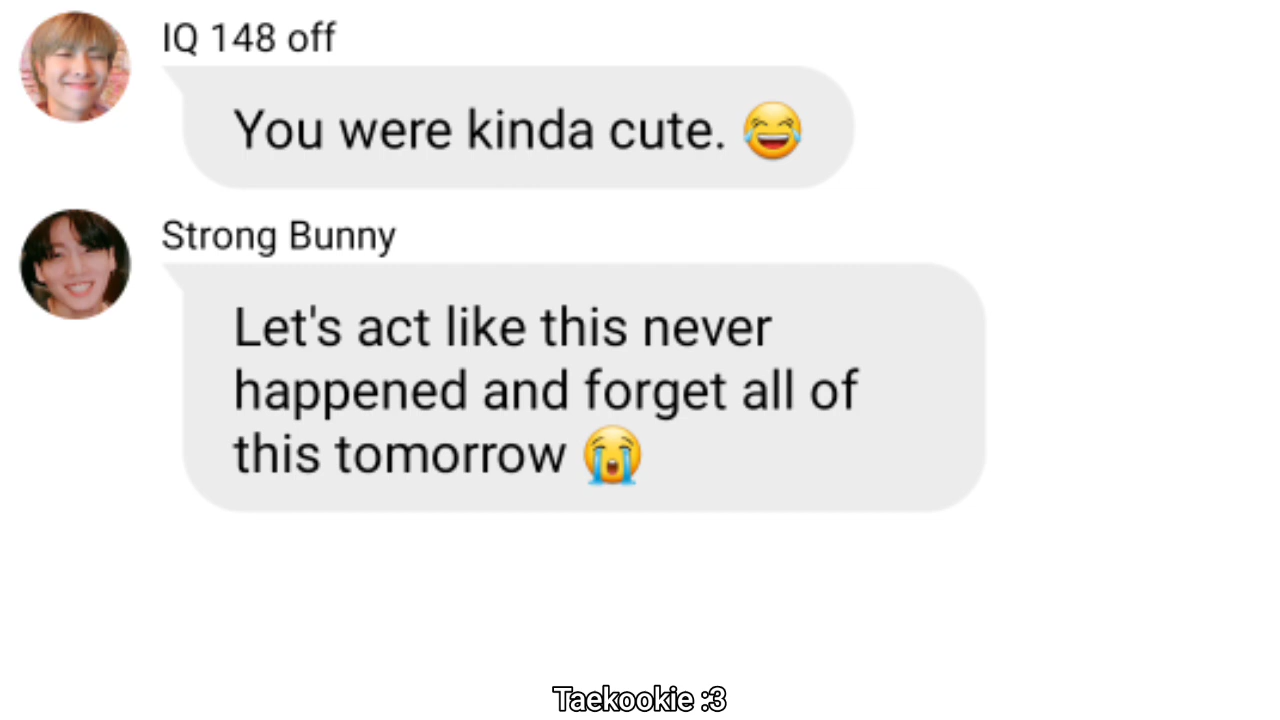 IQ 148 off
You were kinda cute. 😂
Strong Bunny
Let's act like this never
happened and forget all of
this tomorrow 😭
Taekookie :3